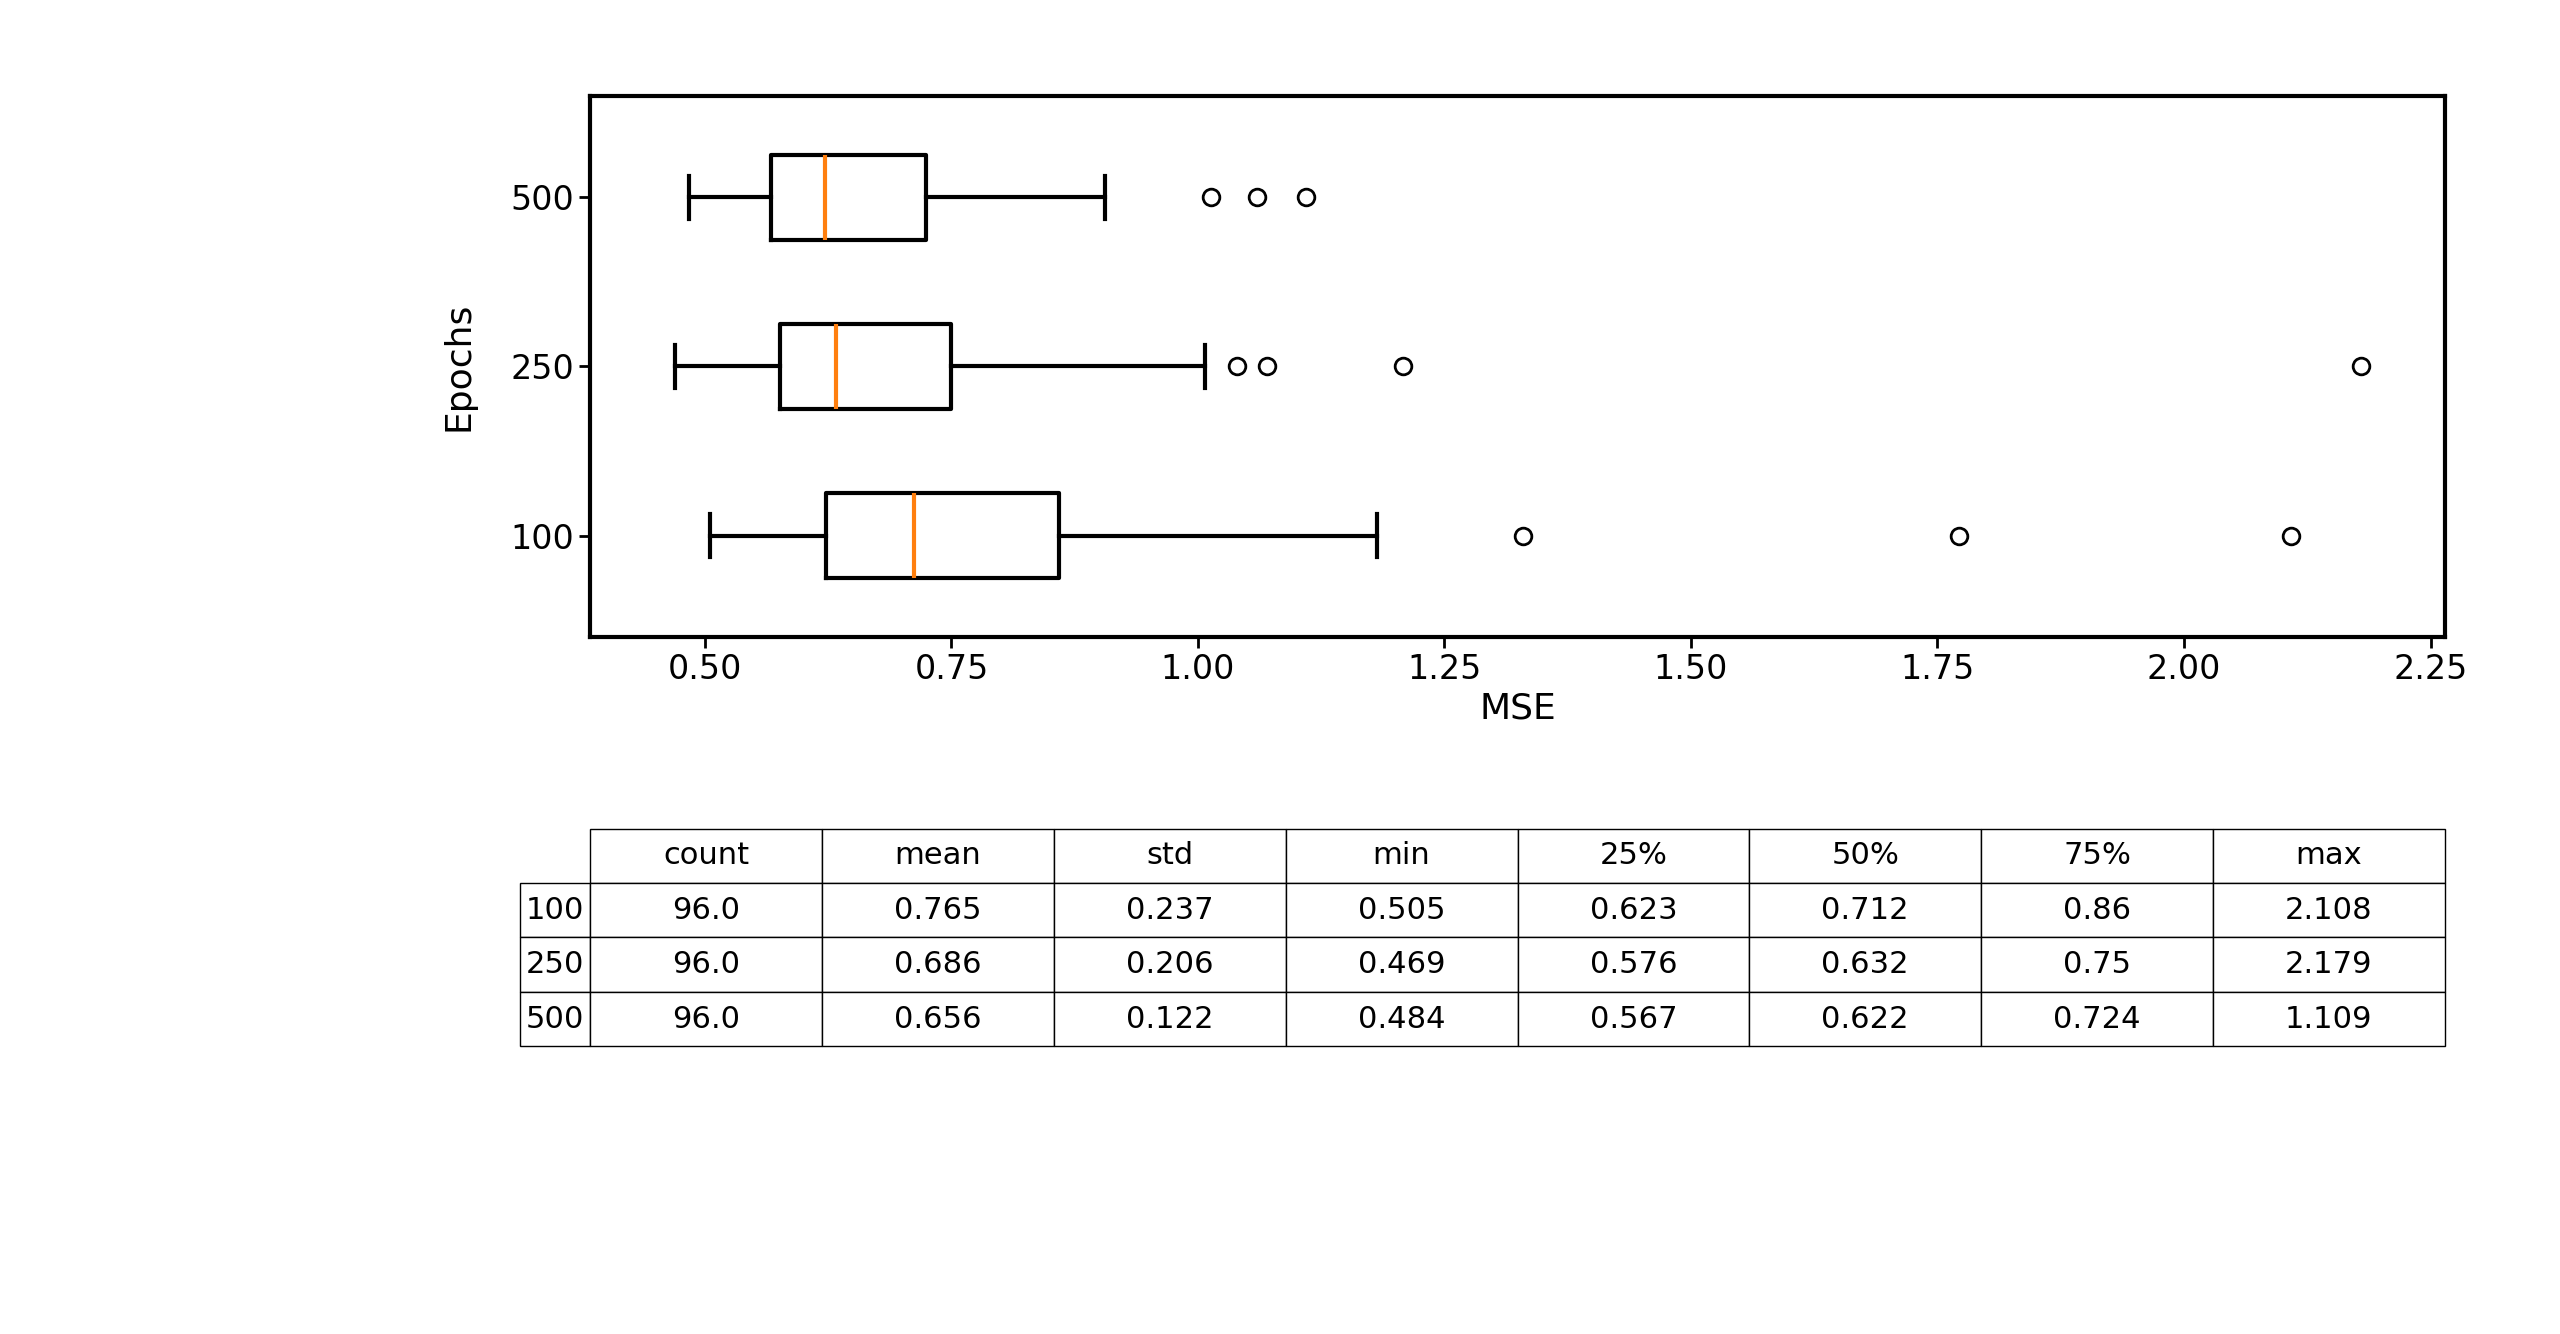 Epochs
500
250
100
0.50 0.75 1.00 1.25 1.50 1.75 2.00 2.25
MSE
count mean std min 25% 50% 75% max
100 96.0 0.765 0.237 0.505 0.623 0.712 0.86 2.108
250 96.0 0.686 0.206 0.469 0.576 0.632 0.75 2.179
500 96.0 0.656 0.122 0.484 0.567 0.622 0.724 1.109